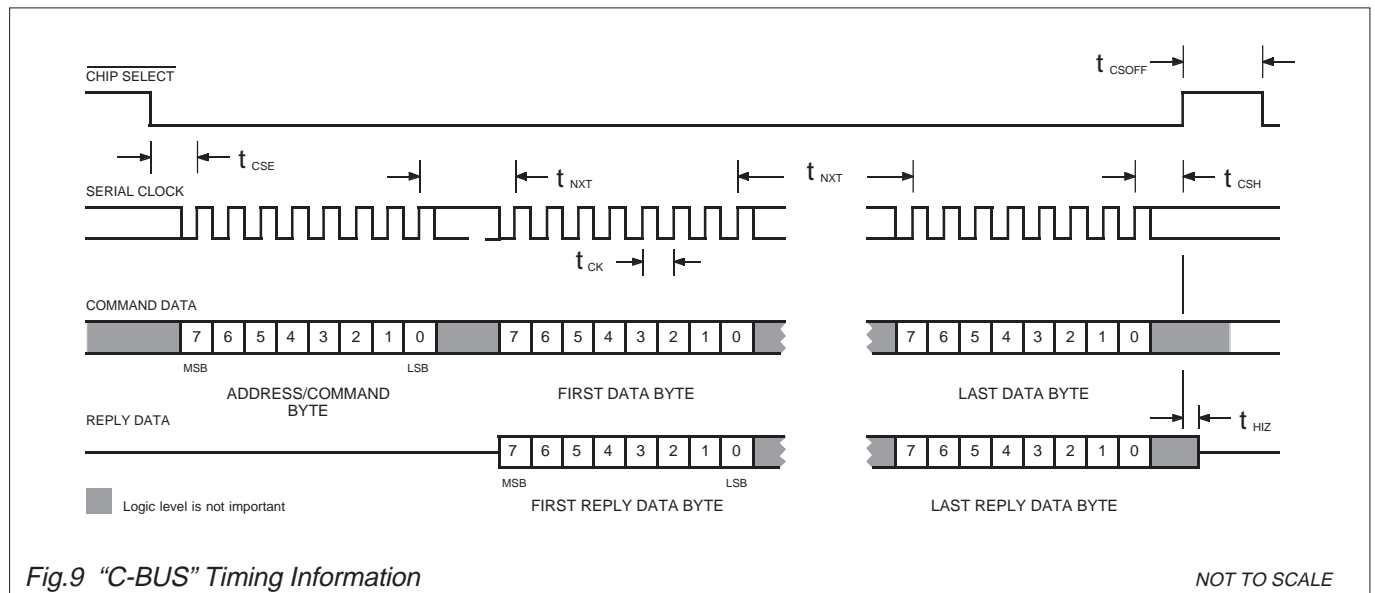 t CSOFF
CHIP SELECT
t CSE
t NXT
t NXT
t CSH
SERIAL CLOCK
t CK
COMMAND DATA
7 6 5 4 3 2 1 0 7 6 5 4 3 2 1 0 7 6 5 4 3 2 1 0
MSB LSB
ADDRESS/COMMAND
BYTE
FIRST DATA BYTE
LAST DATA BYTE
REPLY DATA
t HIZ
7 6 5 4 3 2 1 0 7 6 5 4 3 2 1 0
MSB LSB
Logic level is not important
FIRST REPLY DATA BYTE
LAST REPLY DATA BYTE
Fig.9 “C-BUS” Timing Information
NOT TO SCALE